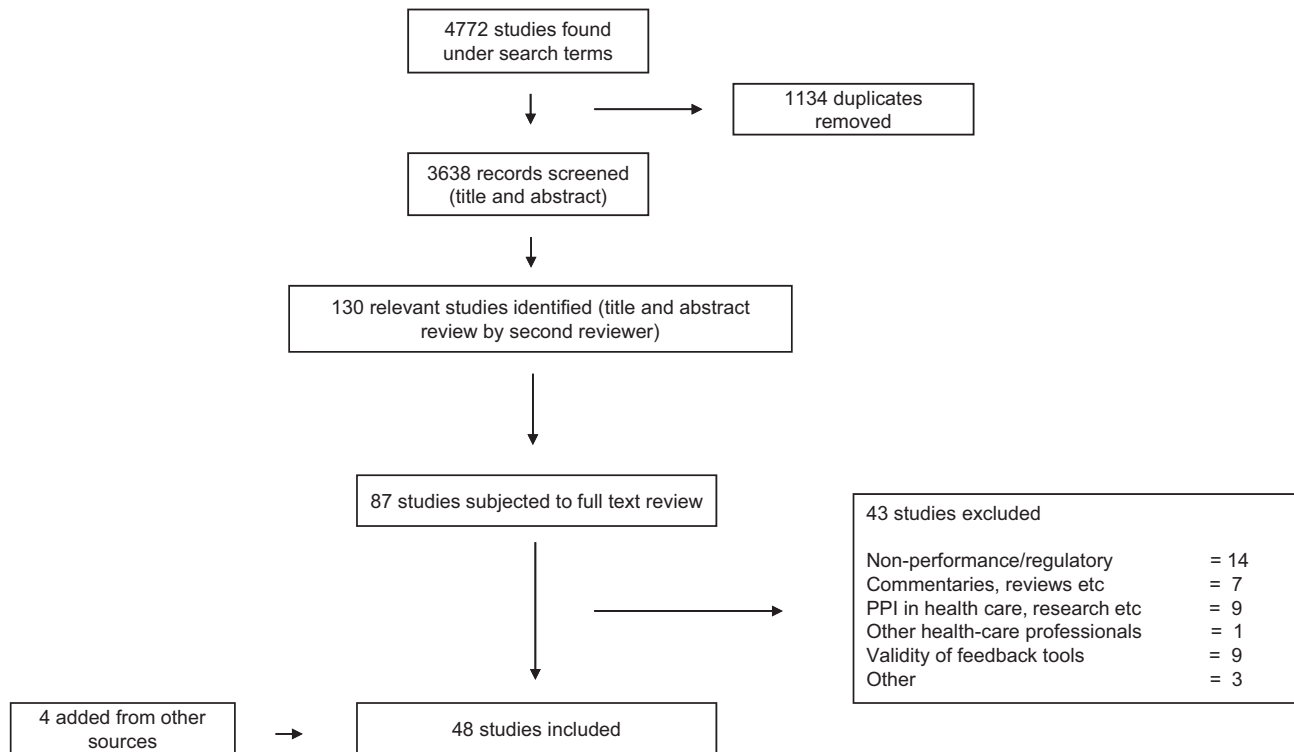 4772 studies found
under search terms
1134 duplicates
removed
3638 records screened
(title and abstract)
130 relevant studies identified (title and abstract
review by second reviewer)
87 studies subjected to full text review
43 studies excluded
Non-performance/regulatory = 14
Commentaries, reviews etc = 7
PPI in health care, research etc = 9
Other health-care professionals = 1
Validity of feedback tools = 9
Other = 3
4 added from other
sources
48 studies included